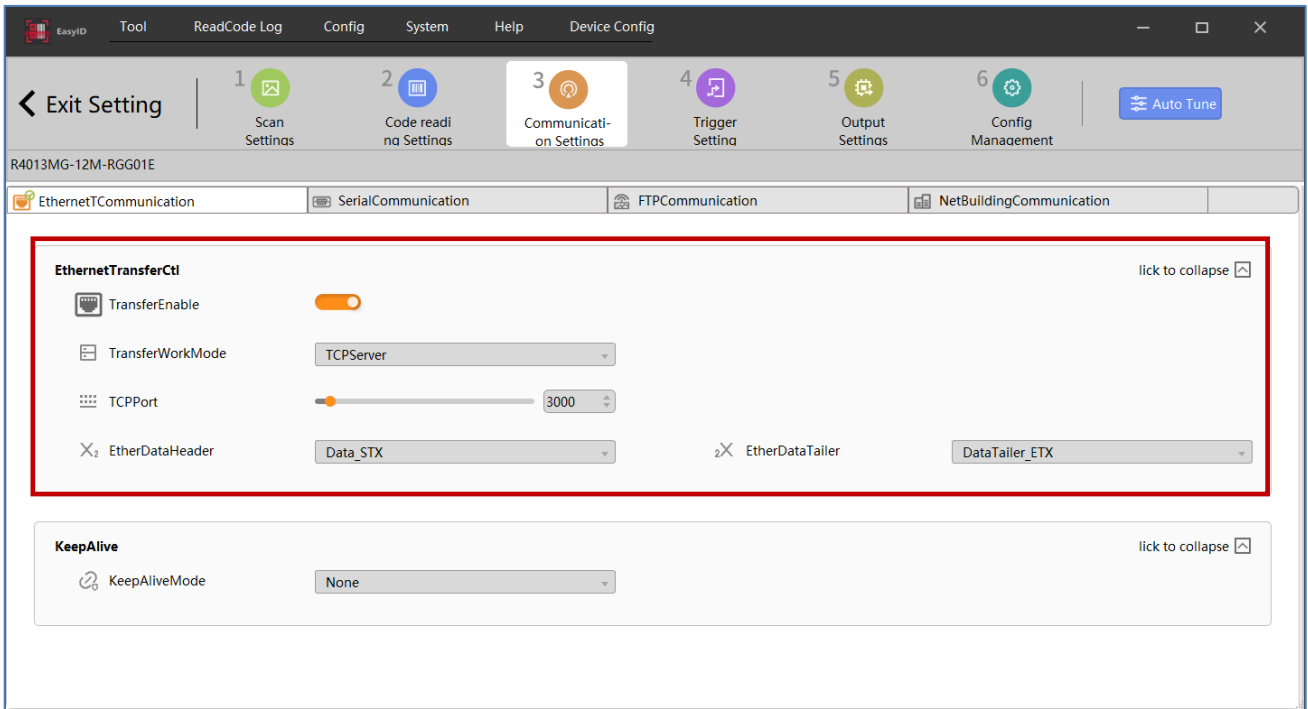 EasyID Tool ReadCode Log Config System Help Device Config
Exit Setting
1
Scan
Settings
2
Code readi
ng Settings
3
Communicati-
on Settings
4
Trigger
Setting
5
Output
Settings
6
Config
Management
Auto Tune
R4013MG-12M-RGG01E
EthernetTCommunication SerialCommunication FTPCommunication NetBuildingCommunication
EthernetTransferCtl lick to collapse
TransferEnable
TransferWorkMode TCPServer
TCPPort 3000
X₂ EtherDataHeader Data_STX ₂X EtherDataTailer DataTailer_ETX
KeepAlive lick to collapse
KeepAliveMode None